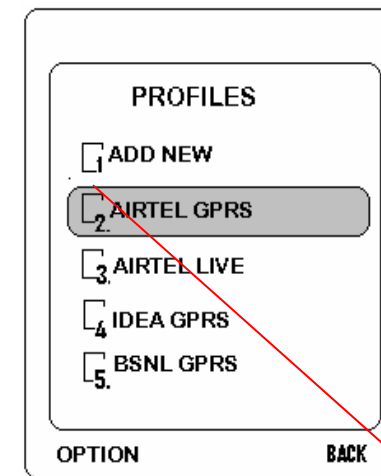 PROFILES
1 ADD NEW
2. AIRTEL GPRS
3. AIRTEL LIVE
4 IDEA GPRS
5. BSNL GPRS
OPTION BACK